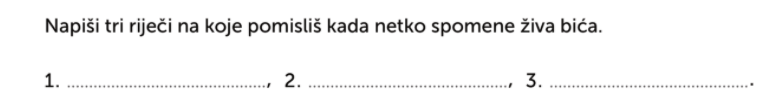 Napiši tri riječi na koje pomisliš kada netko spomene živa bića.
1. ............................................, 2. ............................................, 3. .............................................